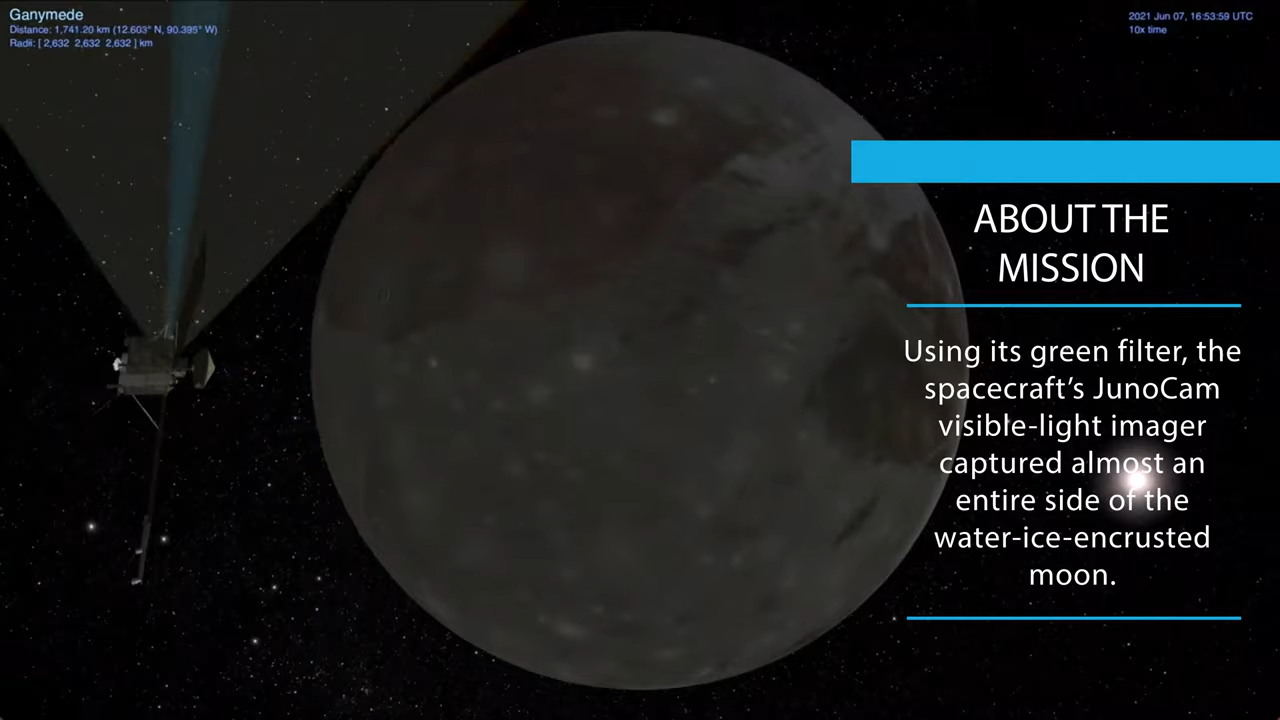 Ganymede
Distance: 1,741.20 km (12.603° N, 90.395° W)
Radii: [ 2,632 2,632 2,632 ] km
2021 Jun 07, 16:53:59 UTC
10x time
ABOUT THE
MISSION
Using its green filter, the
spacecraft’s JunoCam
visible-light imager
captured almost an
entire side of the
water-ice-encrusted
moon.